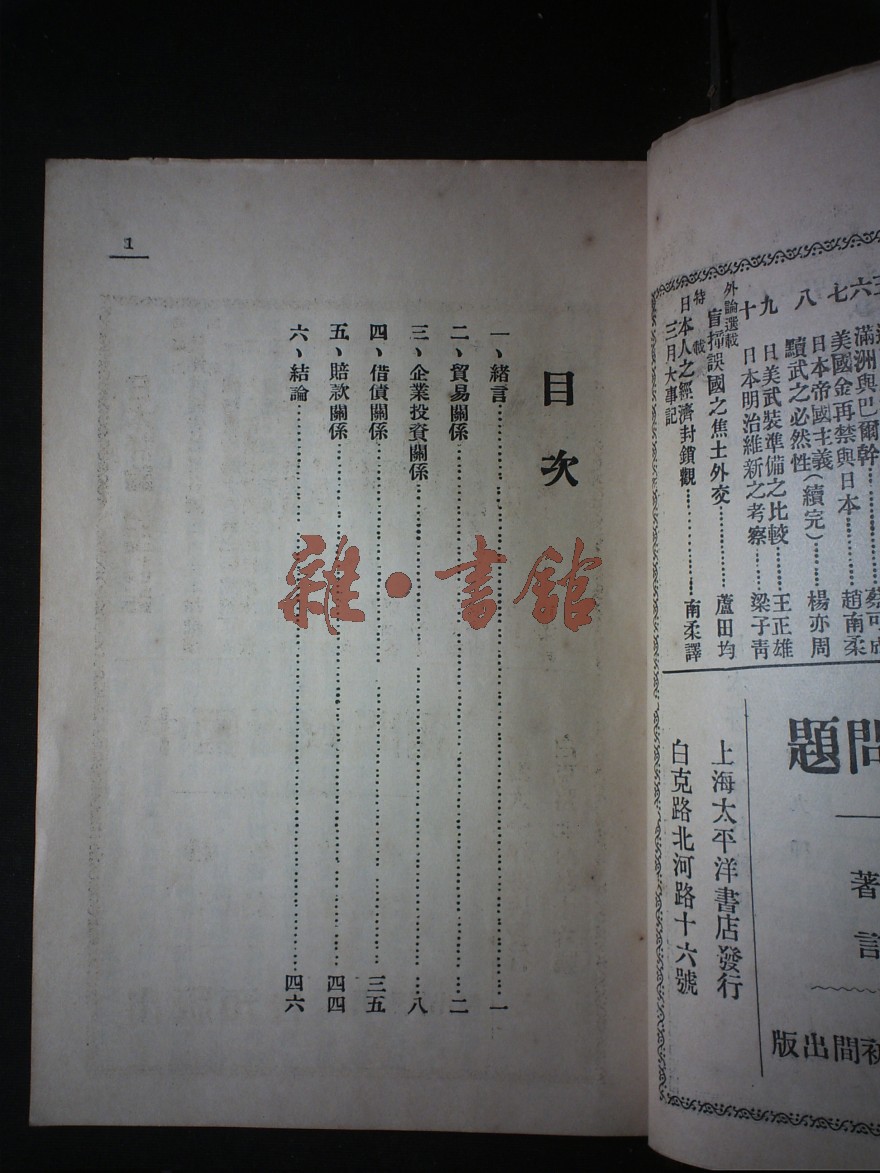 滿洲與巴爾幹
六
美國金再禁與日本……趙南柔
七
日本帝國主義(續完)……楊亦周
八
黷武之必然性
日美武裝準備之比較……王正雄
九
日本明治維新之考察……梁子青
十
外論選載
盲掃誤國之焦土外交……蘆田均
特載
日本人之經濟封鎖觀……南柔譯
三月大事記
問題
著
初間出版
上海太平洋書店發行
白克路北河路十六號
目次
一、緒言……一
二、貿易關係……二
三、企業投資關係……八
四、借債關係……三五
五、賠款關係……四四
六、結論……四六
1
雜·書館